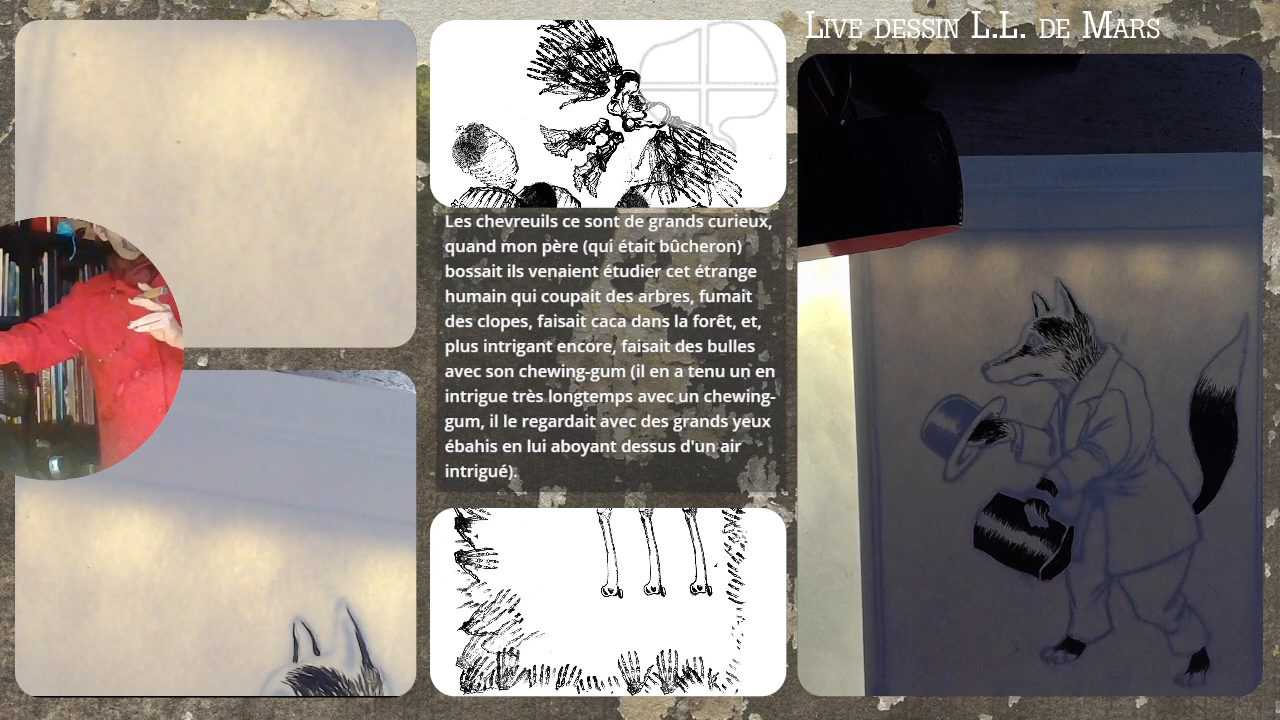 Live dessin L.L. de Mars
Les chevreuils ce sont de grands curieux,
quand mon père (qui était bûcheron)
bossait ils venaient étudier cet étrange
humain qui coupait des arbres, fumait
des clopes, faisait caca dans la forêt, et,
plus intrigant encore, faisait des bulles
avec son chewing-gum (il en a tenu un en
intrigue très longtemps avec un chewing-
gum, il le regardait avec des grands yeux
ébahis en lui aboyant dessus d'un air
intrigué).